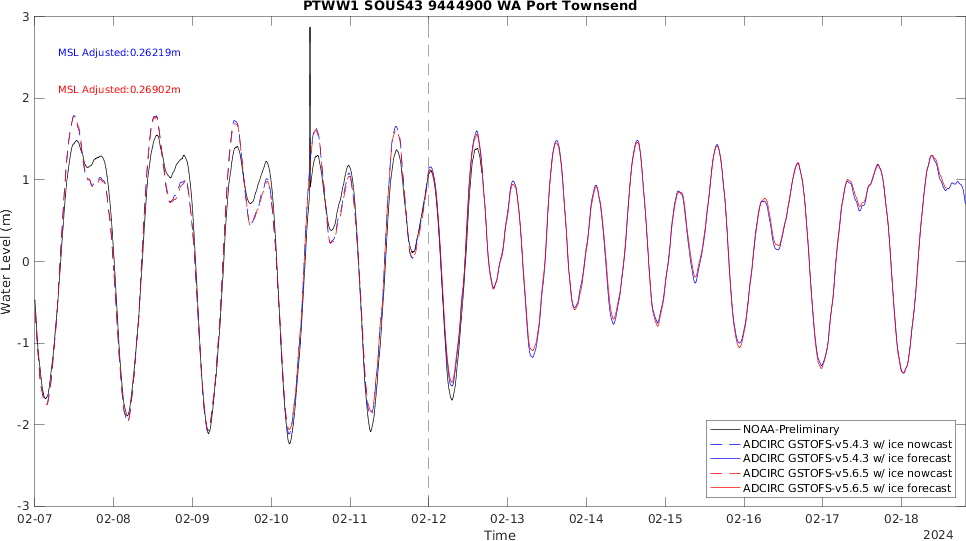 PTWW1 SOUS43 9444900 WA Port Townsend
3
2
1
0
-1
-2
-3
Water Level (m)
MSL Adjusted:0.26219m
MSL Adjusted:0.26902m
NOAA-Preliminary
ADCIRC GSTOFS-v5.4.3 w/ ice nowcast
ADCIRC GSTOFS-v5.4.3 w/ ice forecast
ADCIRC GSTOFS-v5.6.5 w/ ice nowcast
ADCIRC GSTOFS-v5.6.5 w/ ice forecast
02-07 02-08 02-09 02-10 02-11 02-12 02-13 02-14 02-15 02-16 02-17 02-18
Time
2024